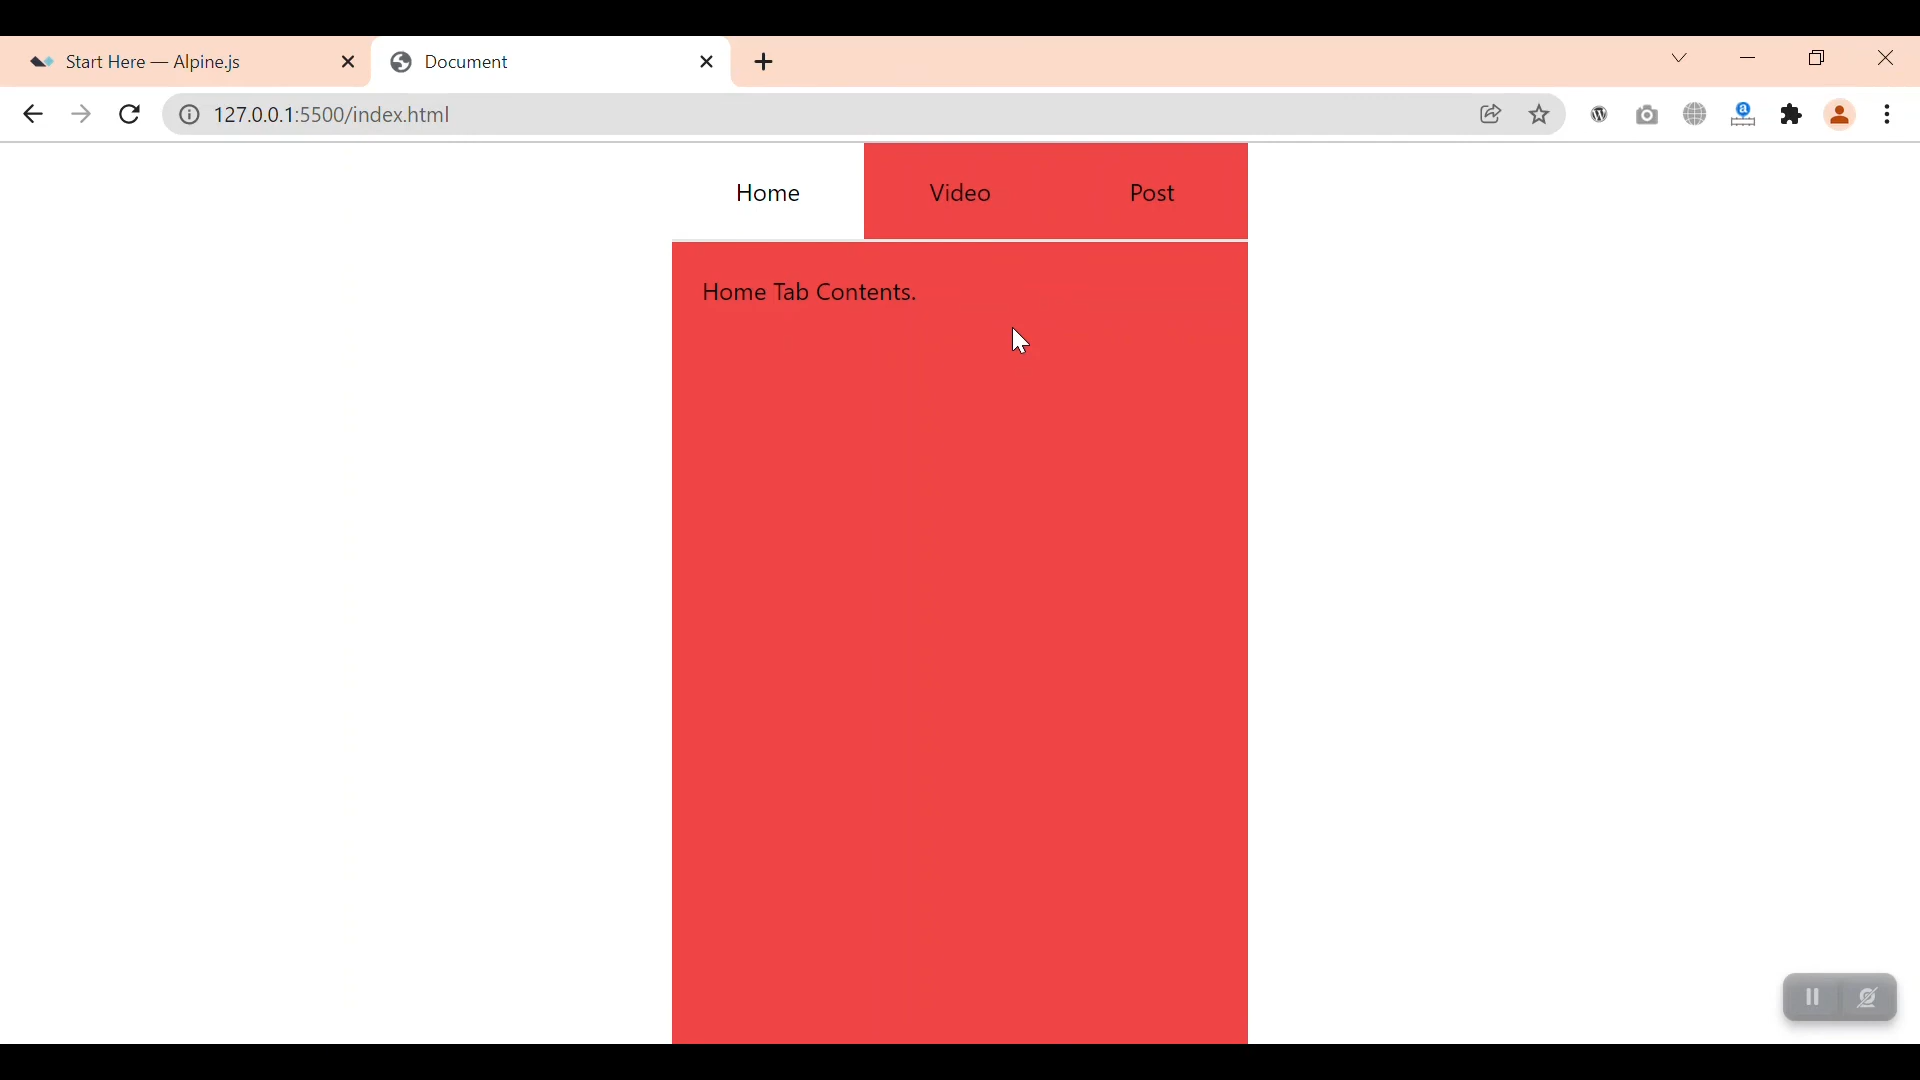 Start Here — Alpine.js
Document
127.0.0.1:5500/index.html
Home
Video
Post
Home Tab Contents.